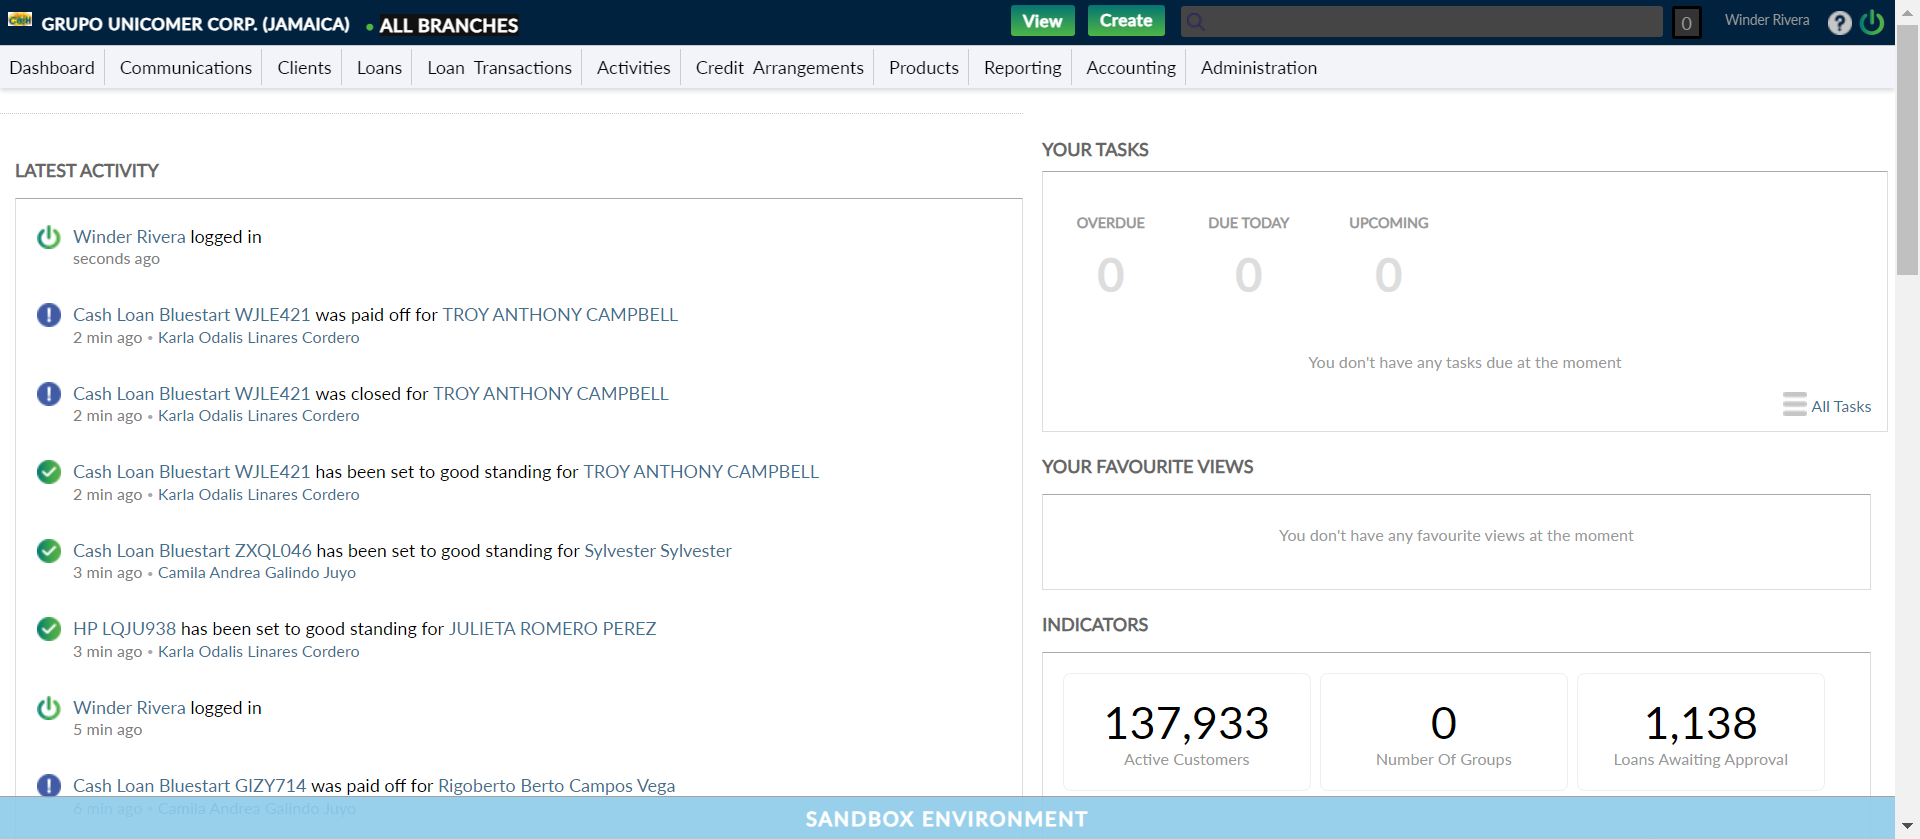 Cash GRUPO UNICOMER CORP. (JAMAICA) • ALL BRANCHES View Create 0 Winder Rivera ?
Dashboard Communications Clients Loans Loan Transactions Activities Credit Arrangements Products Reporting Accounting Administration
LATEST ACTIVITY
Winder Rivera logged in
seconds ago
Cash Loan Bluestart WJLE421 was paid off for TROY ANTHONY CAMPBELL
2 min ago • Karla Odalis Linares Cordero
Cash Loan Bluestart WJLE421 was closed for TROY ANTHONY CAMPBELL
2 min ago • Karla Odalis Linares Cordero
Cash Loan Bluestart WJLE421 has been set to good standing for TROY ANTHONY CAMPBELL
2 min ago • Karla Odalis Linares Cordero
Cash Loan Bluestart ZXQL046 has been set to good standing for Sylvester Sylvester
3 min ago • Camila Andrea Galindo Juyo
HP LQJU938 has been set to good standing for JULIETA ROMERO PEREZ
3 min ago • Karla Odalis Linares Cordero
Winder Rivera logged in
5 min ago
Cash Loan Bluestart GIZY714 was paid off for Rigoberto Berto Campos Vega
6 min ago • Camila Andrea Galindo Juyo
YOUR TASKS
OVERDUE DUE TODAY UPCOMING
0 0 0
You don't have any tasks due at the moment
All Tasks
YOUR FAVOURITE VIEWS
You don't have any favourite views at the moment
INDICATORS
137,933 0 1,138
Active Customers Number Of Groups Loans Awaiting Approval
SANDBOX ENVIRONMENT